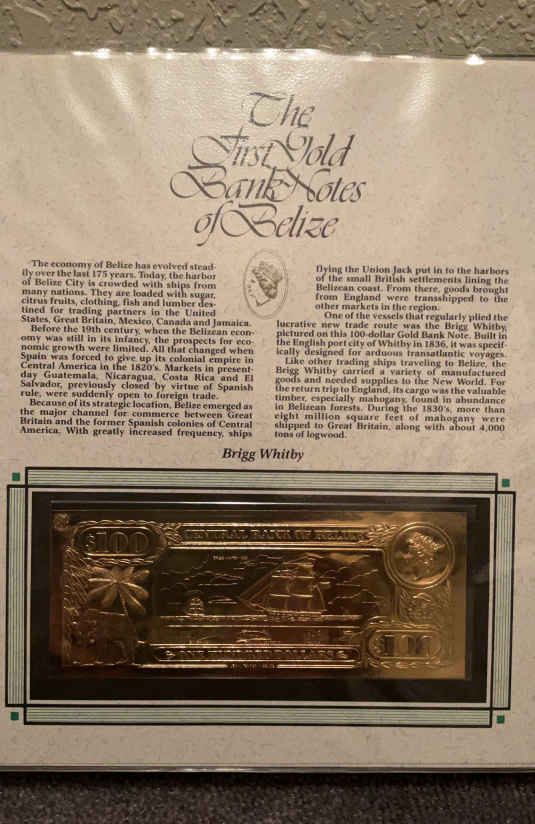 The
First Gold
Bank Notes
of Belize
The economy of Belize has evolved stead-
ily over the last 175 years. Today, the harbor
of Belize City is crowded with ships from
many nations. They are loaded with sugar,
citrus fruits, clothing, fish and lumber des-
tined for trading partners in the United
States, Great Britain, Mexico, Canada and Jamaica.
Before the 19th century, when the Belizean econ-
omy was still in its infancy, the prospects for eco-
nomic growth were limited. All that changed when
Spain was forced to give up its colonial empire in
Central America in the 1820's. Markets in present-
day Guatemala, Nicaragua, Costa Rica and El
Salvador, previously closed by virtue of Spanish
rule, were suddenly open to foreign trade.
Because of its strategic location, Belize emerged as
the major channel for commerce between Great
Britain and the former Spanish colonies of Central
America. With greatly increased frequency, ships
flying the Union Jack put in to the harbors
of the small British settlements lining the
Belizean coast. From there, goods brought
from England were transshipped to the
other markets in the region.
One of the vessels that regularly plied the
lucrative new trade route was the Brigg Whitby,
pictured on this 100-dollar Gold Bank Note. Built in
the English port city of Whitby in 1836, it was specif-
ically designed for arduous transatlantic voyages.
Like other trading ships traveling to Belize, the
Brigg Whitby carried a variety of manufactured
goods and needed supplies to the New World. For
the return trip to England, its cargo was the valuable
timber, especially mahogany, found in abundance
in Belizean forests. During the 1830's, more than
eight million square feet of mahogany were
shipped to Great Britain, along with about 4,000
tons of logwood.
Brigg Whitby
CENTRAL BANK OF BELIZE
$100
$100
ONE HUNDRED DOLLARS